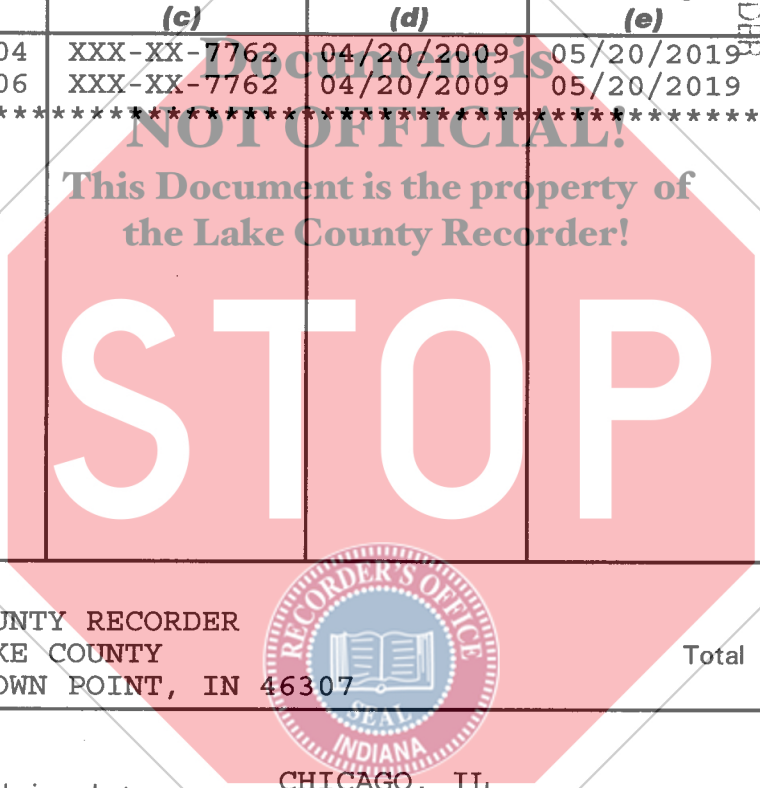 (c) (d) (e)
04 XXX-XX-7762 04/20/2009 05/20/2019
06 XXX-XX-7762 04/20/2009 05/20/2019
*******************************************
Document is
NOT OFFICIAL!
This Document is the property of
the Lake County Recorder!
STOP
UNTY RECORDER
KE COUNTY
OWN POINT, IN 46307
Total
RECORDER'S OFFICE
SEAL
INDIANA
CHICAGO, IL